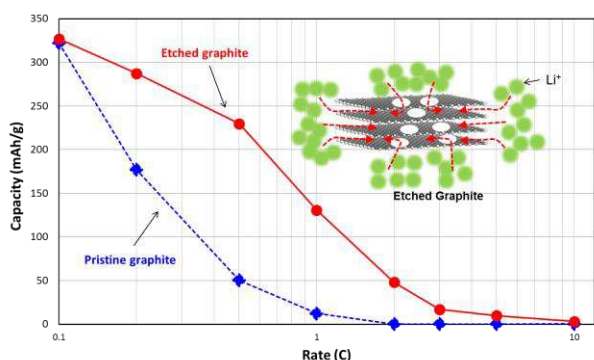 350
300
250
200
150
100
50
0
Capacity (mAh/g)
Etched graphite
Pristine graphite
Li⁺
Etched Graphite
0.1
1
10
Rate (C)